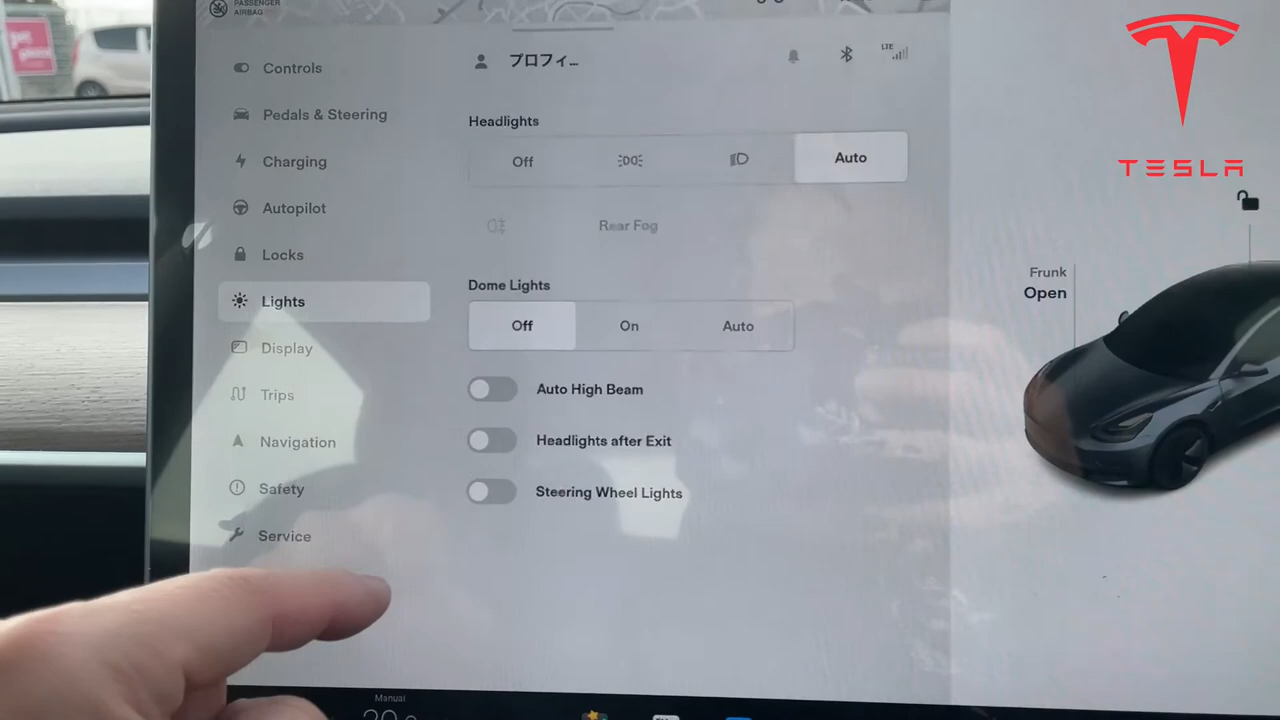 PASSENGER
AIRBAG
Controls
Pedals & Steering
Charging
Autopilot
Locks
Lights
Display
Trips
Navigation
Safety
Service
プロフィ...
LTE
Headlights
Off
Auto
Rear Fog
Dome Lights
Off On Auto
Auto High Beam
Headlights after Exit
Steering Wheel Lights
TESLA
Frunk
Open
Manual